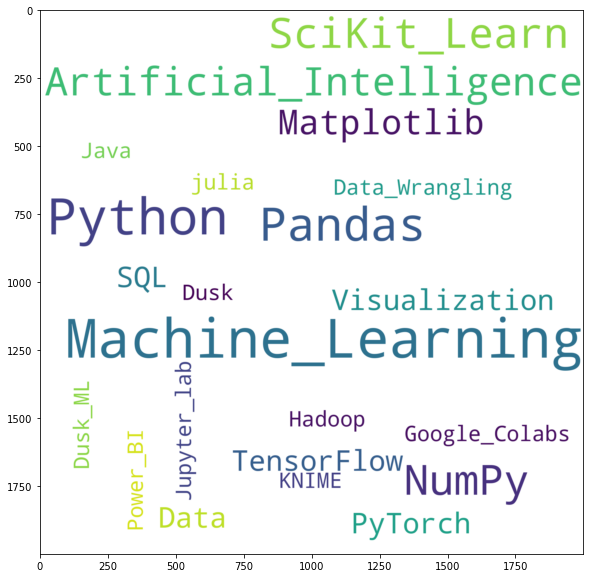 SciKit_Learn
Artificial_Intelligence
Matplotlib
Java
julia
Data_Wrangling
Python
Pandas
SQL
Dusk
Visualization
Machine_Learning
Dusk_ML
Power_BI
Jupyter_lab
Hadoop
Google_Colabs
TensorFlow
KNIME
NumPy
Data
PyTorch
0
250
500
750
1000
1250
1500
1750
0
250
500
750
1000
1250
1500
1750